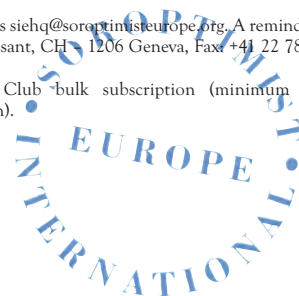 s siehq@soroptimisteurope.org. A remind
sant, CH – 1206 Geneva, Fax: +41 22 78
Club bulk subscription (minimum
n).
SOROPTIMIST
EUROPE
INTERNATIONAL